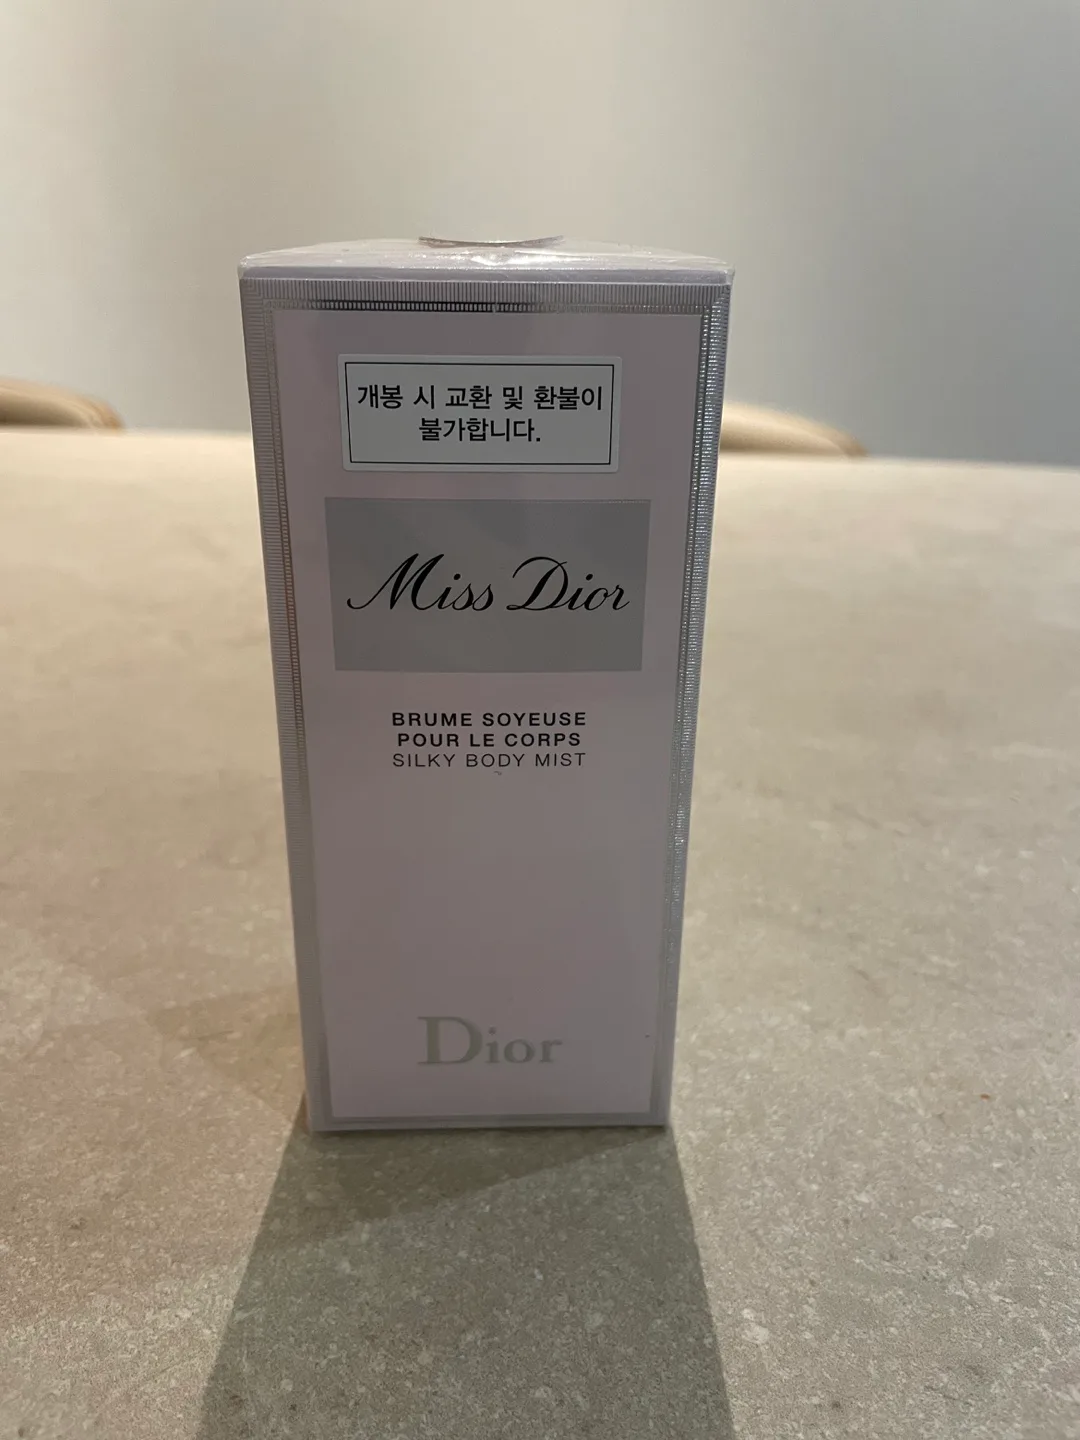 개봉 시 교환 및 환불이
불가합니다.
Miss Dior
BRUME SOYEUSE
POUR LE CORPS
SILKY BODY MIST
Dior